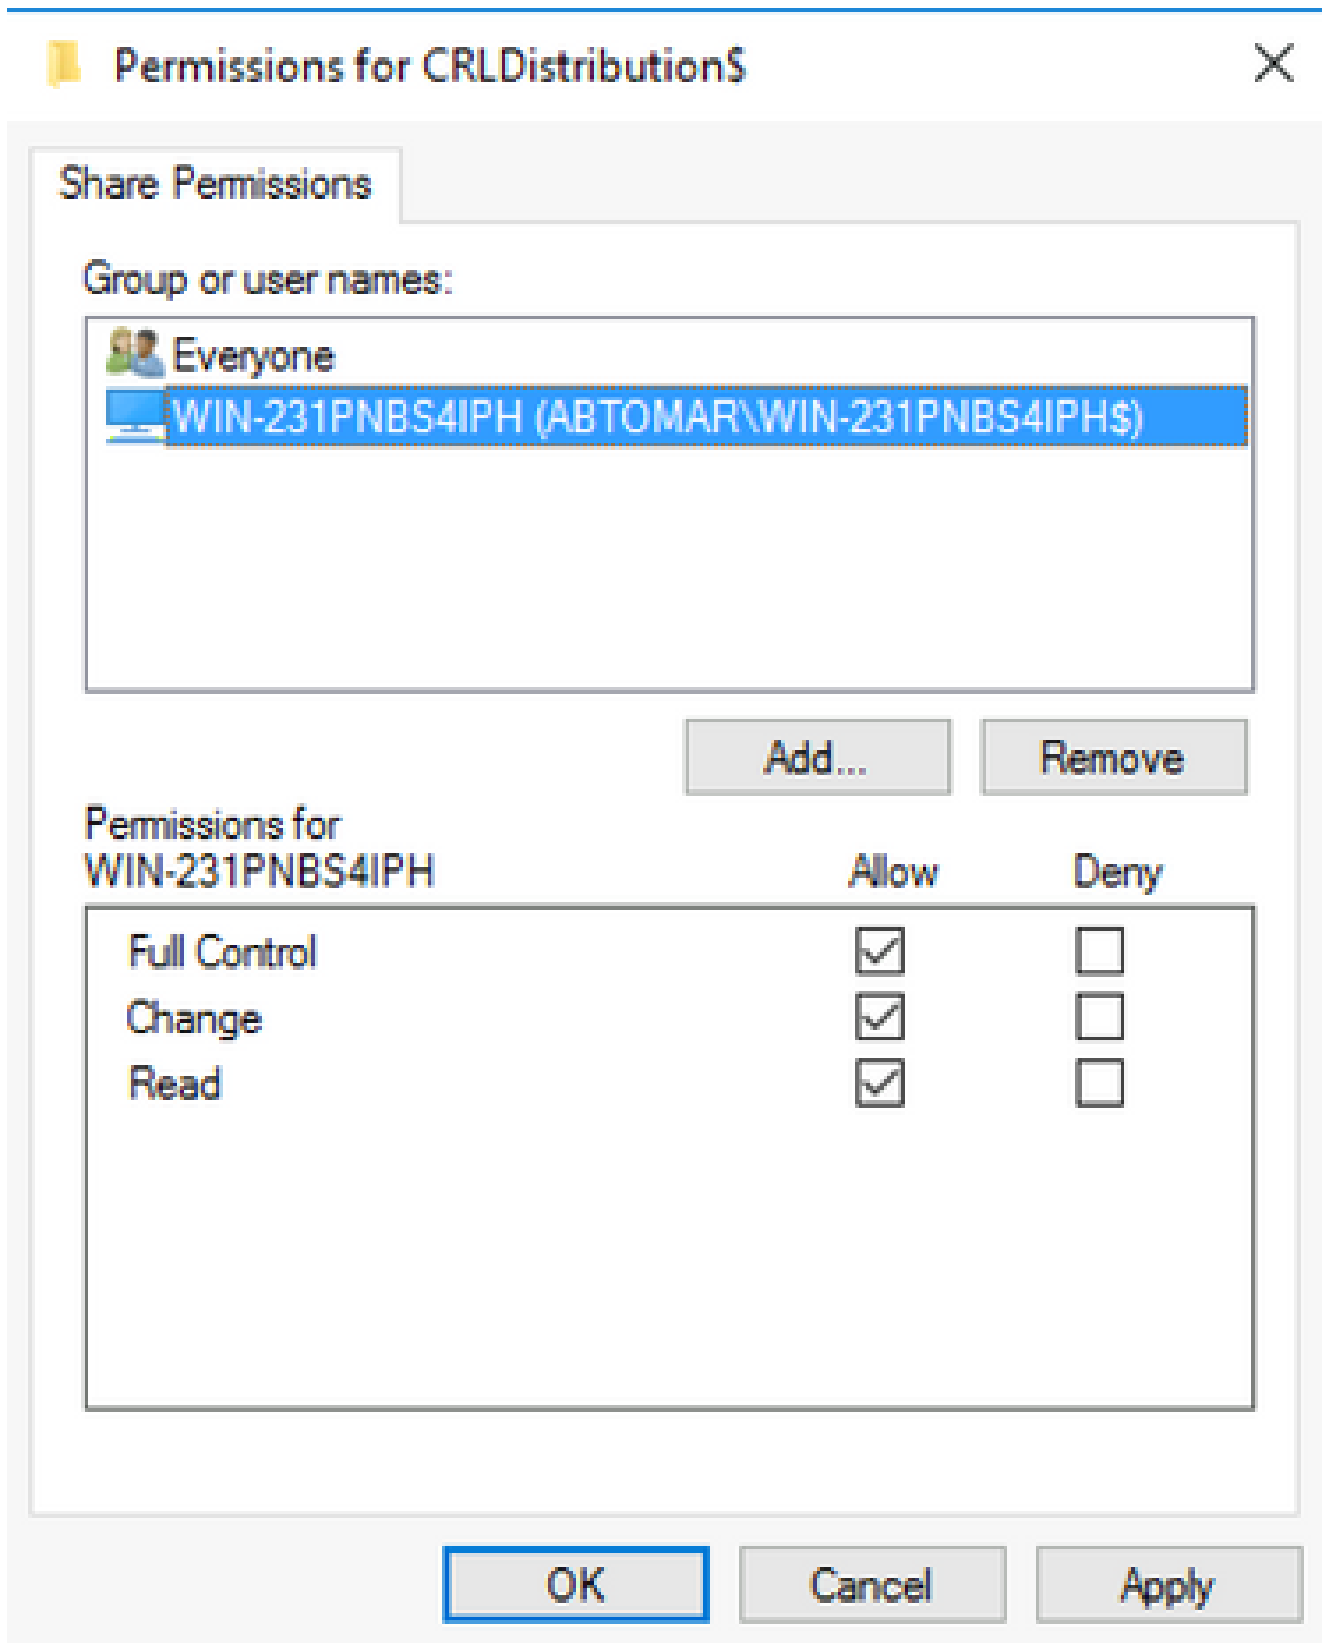 Permissions for CRLDistribution$
Share Permissions
Group or user names:
Everyone
WIN-231PNBS4IPH (ABTOMAR\WIN-231PNBS4IPH$)
Add...
Remove
Permissions for
WIN-231PNBS4IPH
Allow
Deny
Full Control
Change
Read
OK
Cancel
Apply